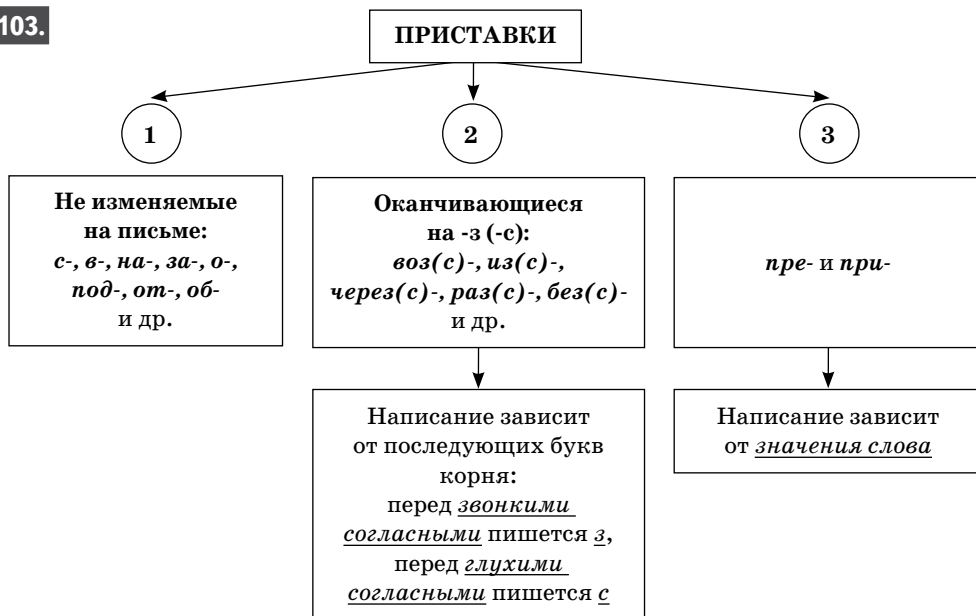 103.
ПРИСТАВКИ
1
2
3
Не изменяемые
на письме:
с-, в-, на-, за-, о-,
под-, от-, об-
и др.
Оканчивающиеся
на -з (-с):
воз(с)-, из(с)-,
через(с)-, раз(с)-, без(с)-
и др.
пре- и при-
Написание зависит
от последующих букв
корня:
перед звонкими
согласными пишется з,
перед глухими
согласными пишется с
Написание зависит
от значения слова